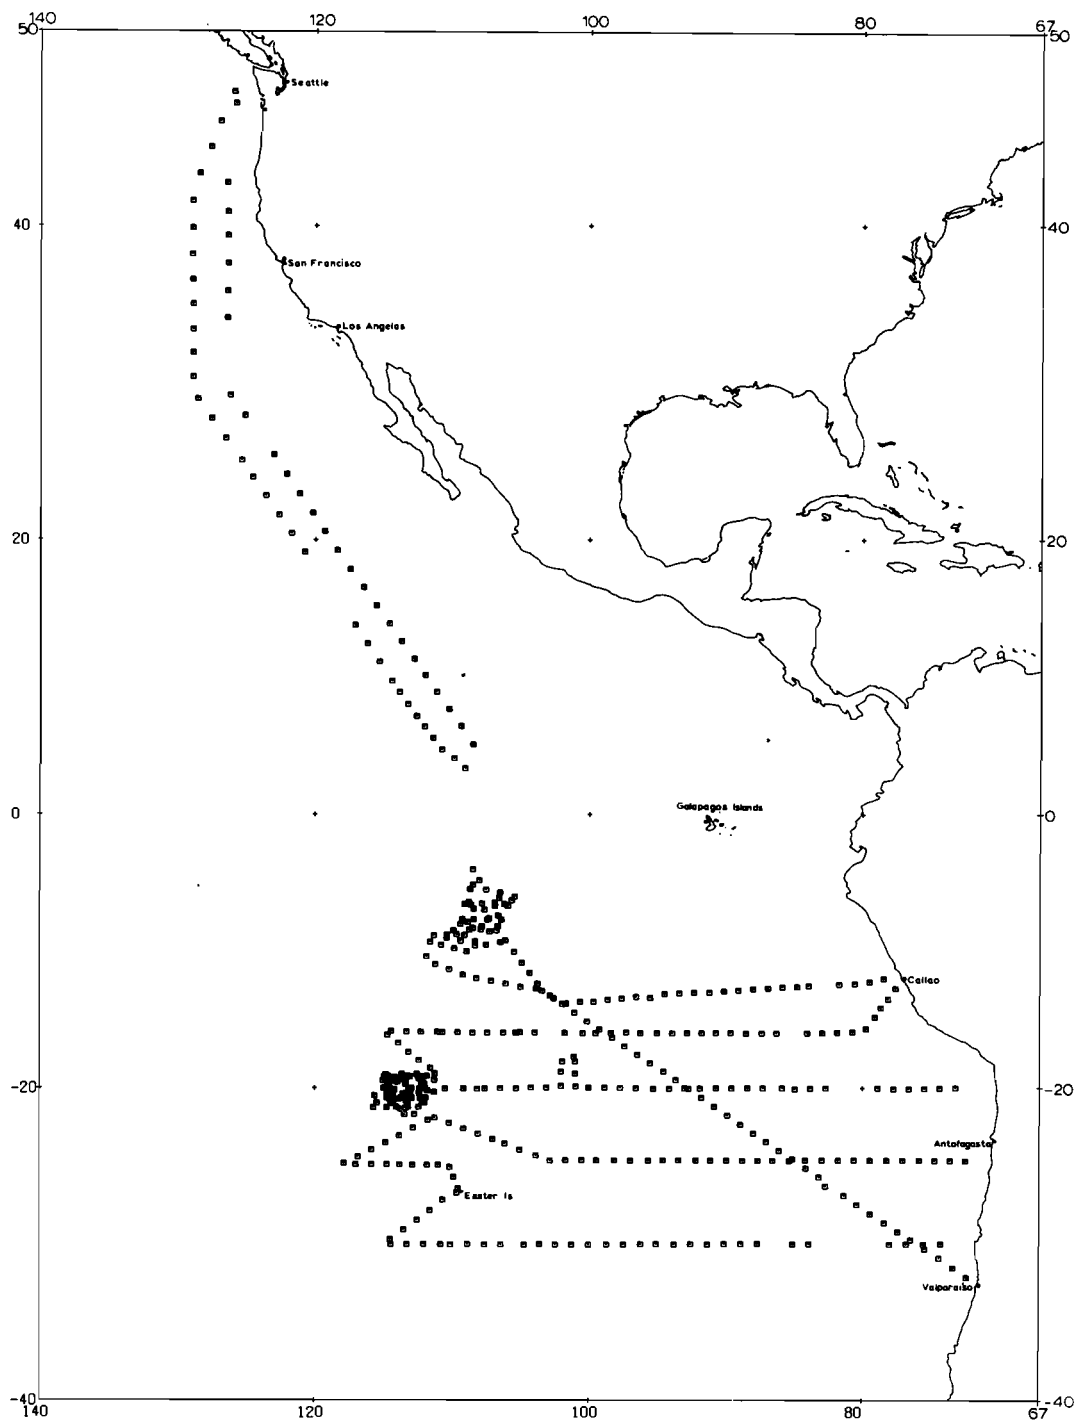 140 120 100 80 67
50 50
Seattle
40 40
San Francisco
Los Angeles
20 20
Galapagos Islands
0 0
Callao
-20 -20
Antofagasta
Easter Is
Valparaiso
-40 -40
140 120 100 80 67